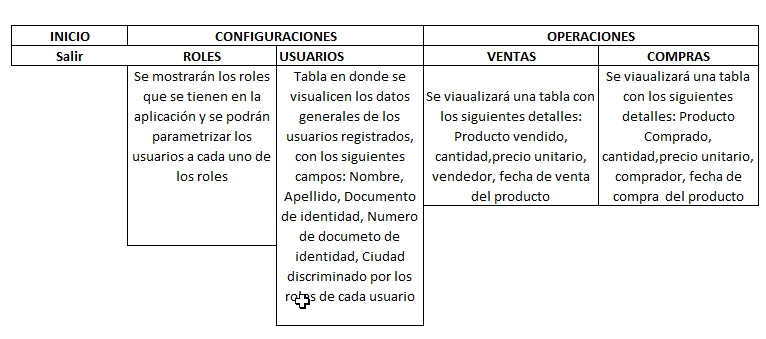 INICIO
CONFIGURACIONES
OPERACIONES
Salir
ROLES
USUARIOS
VENTAS
COMPRAS
Se mostrarán los roles
que se tienen en la
aplicación y se podrán
parametrizar los
usuarios a cada uno de
los roles
Tabla en donde se
visualicen los datos
generales de los
usuarios registrados,
con los siguientes
campos: Nombre,
Apellido, Documento
de identidad, Numero
de documeto de
identidad, Ciudad
discriminado por los
roles de cada usuario
Se viaualizará una tabla con
los siguientes detalles:
Producto vendido,
cantidad,precio unitario,
vendedor, fecha de venta
del producto
Se viaualizará una tabla
con los siguientes
detalles: Producto
Comprado,
cantidad,precio unitario,
comprador, fecha de
compra del producto